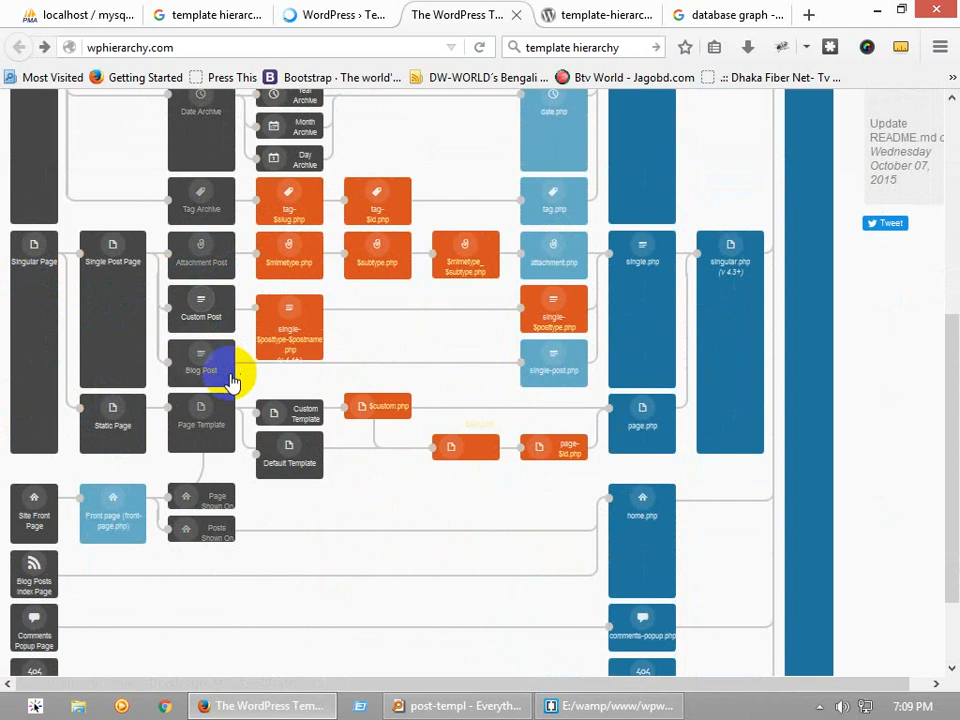 localhost / mysq...
template hierarc...
WordPress › Te...
The WordPress T...
template-hierarc...
database graph -...
wphierarchy.com
template hierarchy
Most Visited
Getting Started
Press This
Bootstrap · The world'...
DW-WORLD´s Bengali ...
Btv World - Jagobd.com
.:: Dhaka Fiber Net- Tv ...
Date Archive
Year
Archive
Month
Archive
Day
Archive
date.php
Update
README.md o
Wednesday
October 07,
2015
Tweet
Tag Archive
tag-
$slug.php
tag-
$id.php
tag.php
Singular Page
Single Post Page
Attachment Post
$mimetype.php
$subtype.php
$mimetype_
$subtype.php
attachment.php
single.php
singular.php
(v 4.3+)
Custom Post
single-
$posttype-$postname.
php
single-
$posttype.php
Blog Post
single-post.php
Static Page
Page Template
Custom
Template
$custom.php
page.php
Default Template
page-
$id.php
Site Front
Page
Front page (front-
page.php)
Page
Shown On
Posts
Shown On
home.php
Blog Posts
Index Page
Comments
Popup Page
comments-popup.php
404
404
The WordPress Tem...
post-templ - Everyth...
E:/wamp/www/wpw...
7:09 PM